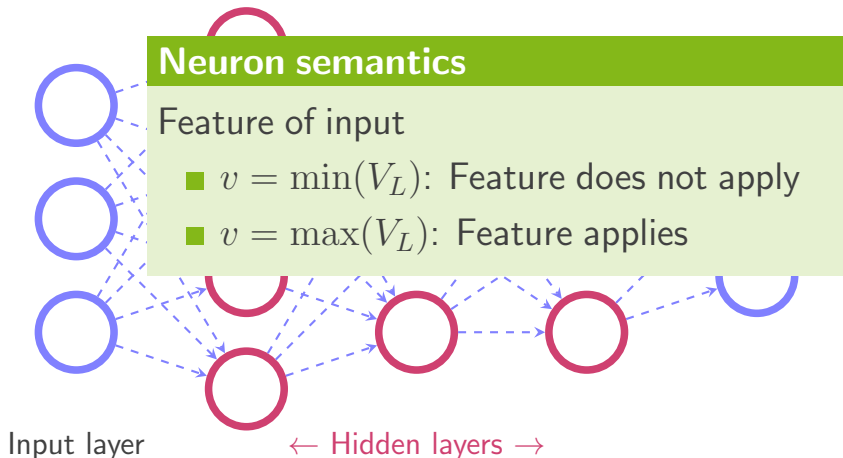 Neuron semantics
Feature of input
v = min(V_L): Feature does not apply
v = max(V_L): Feature applies
Input layer
← Hidden layers →